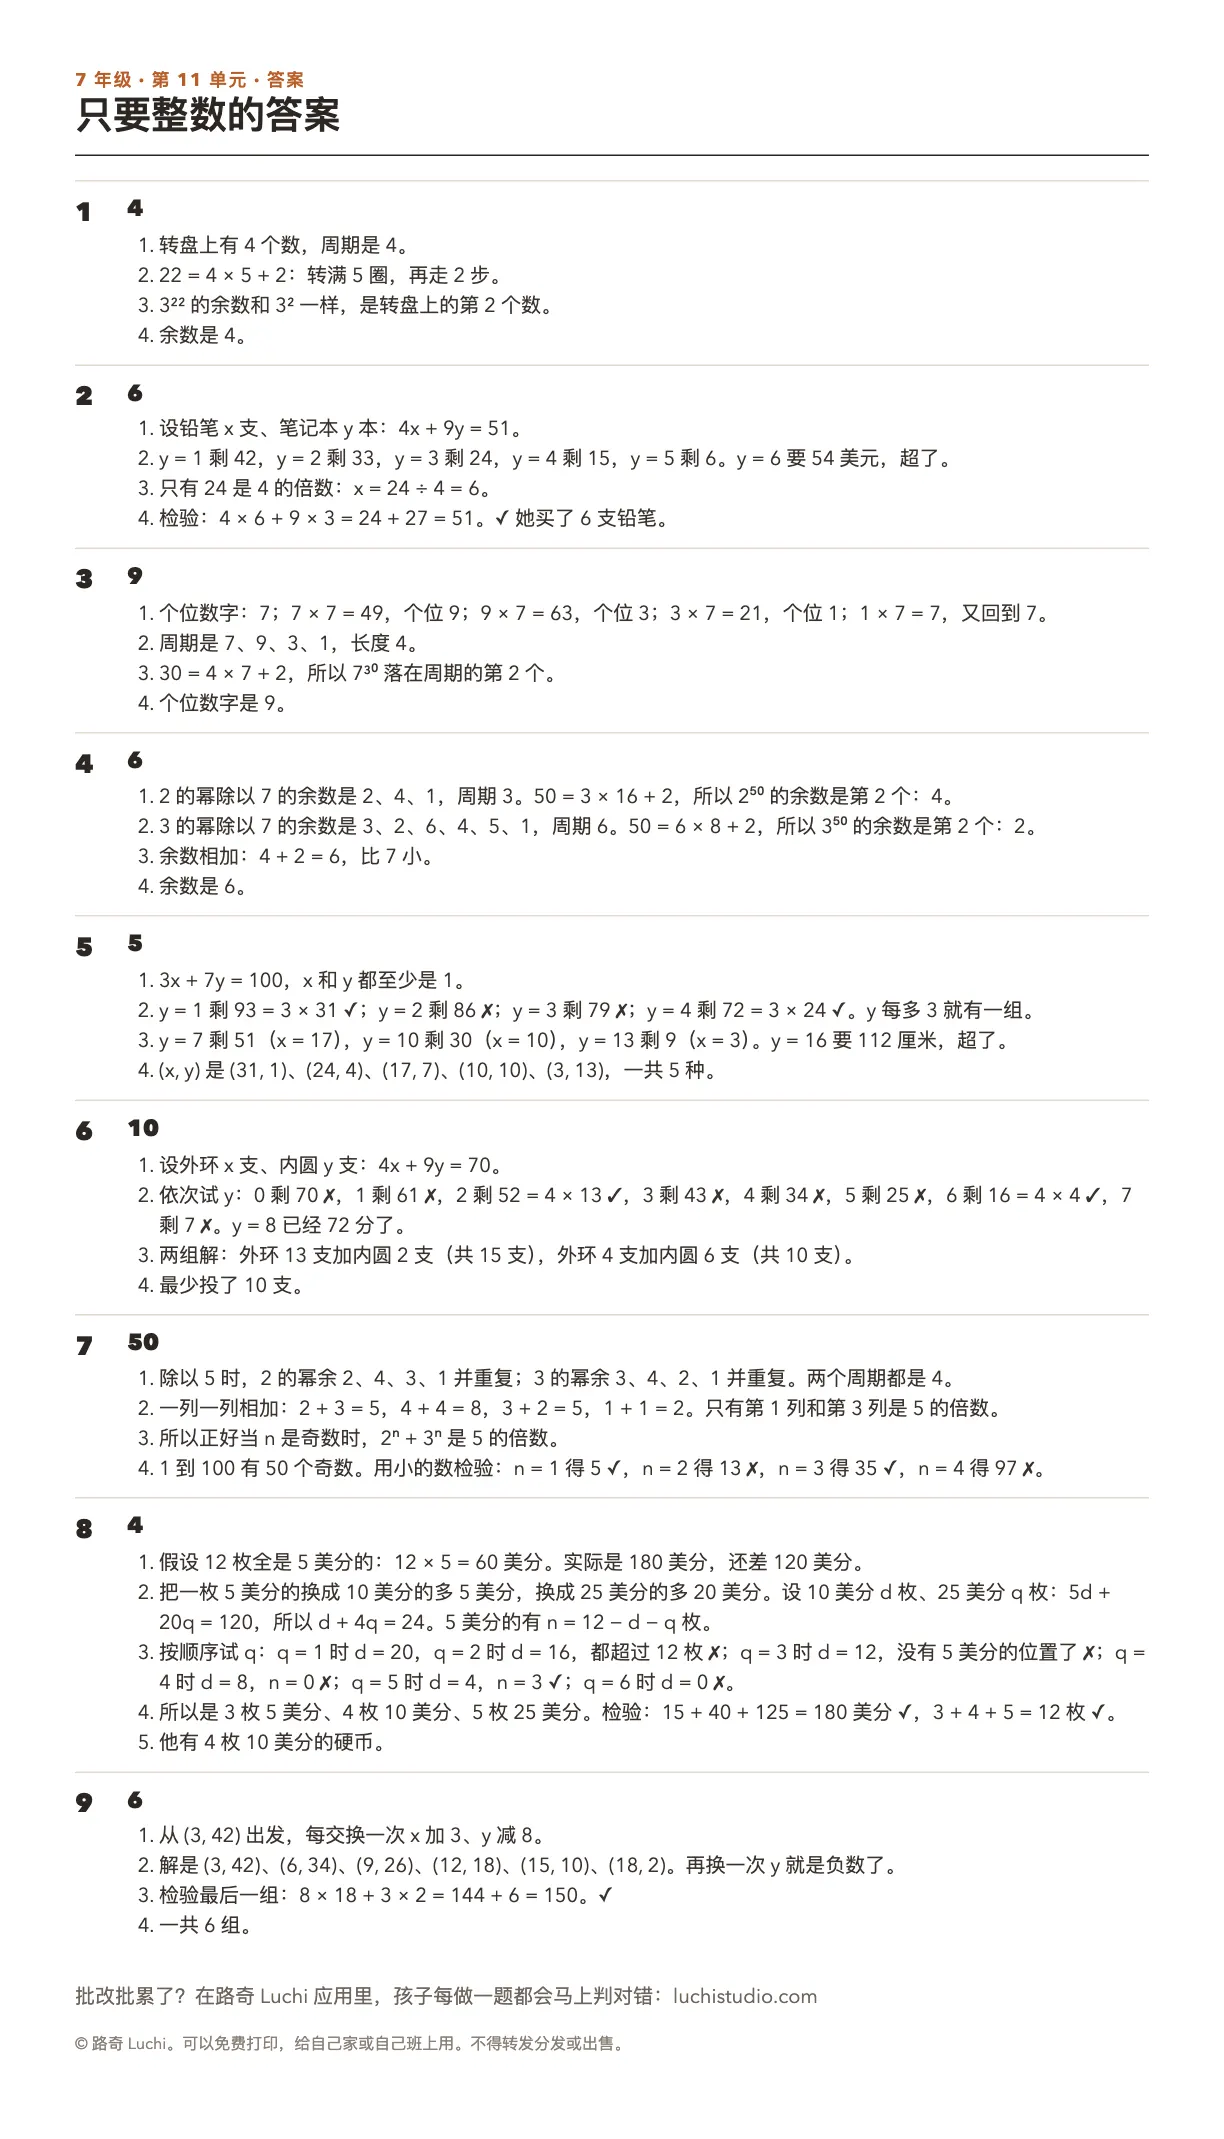 7 年级 · 第 11 单元 · 答案
只要整数的答案
1 4
1. 转盘上有 4 个数，周期是 4。
2. 22 = 4 × 5 + 2：转满 5 圈，再走 2 步。
3. 3²² 的余数和 3² 一样，是转盘上的第 2 个数。
4. 余数是 4。
2 6
1. 设铅笔 x 支、笔记本 y 本：4x + 9y = 51。
2. y = 1 剩 42，y = 2 剩 33，y = 3 剩 24，y = 4 剩 15，y = 5 剩 6。y = 6 要 54 美元，超了。
3. 只有 24 是 4 的倍数：x = 24 ÷ 4 = 6。
4. 检验：4 × 6 + 9 × 3 = 24 + 27 = 51。✓ 她买了 6 支铅笔。
3 9
1. 个位数字：7；7 × 7 = 49，个位 9；9 × 7 = 63，个位 3；3 × 7 = 21，个位 1；1 × 7 = 7，又回到 7。
2. 周期是 7、9、3、1，长度 4。
3. 30 = 4 × 7 + 2，所以 7³⁰ 落在周期的第 2 个。
4. 个位数字是 9。
4 6
1. 2 的幂除以 7 的余数是 2、4、1，周期 3。50 = 3 × 16 + 2，所以 2⁵⁰ 的余数是第 2 个：4。
2. 3 的幂除以 7 的余数是 3、2、6、4、5、1，周期 6。50 = 6 × 8 + 2，所以 3⁵⁰ 的余数是第 2 个：2。
3. 余数相加：4 + 2 = 6，比 7 小。
4. 余数是 6。
5 5
1. 3x + 7y = 100，x 和 y 都至少是 1。
2. y = 1 剩 93 = 3 × 31 ✓；y = 2 剩 86 ✗；y = 3 剩 79 ✗；y = 4 剩 72 = 3 × 24 ✓。y 每多 3 就有一组。
3. y = 7 剩 51（x = 17），y = 10 剩 30（x = 10），y = 13 剩 9（x = 3）。y = 16 要 112 厘米，超了。
4. (x, y) 是 (31, 1)、(24, 4)、(17, 7)、(10, 10)、(3, 13)，一共 5 种。
6 10
1. 设外环 x 支、内圆 y 支：4x + 9y = 70。
2. 依次试 y：0 剩 70 ✗，1 剩 61 ✗，2 剩 52 = 4 × 13 ✓，3 剩 43 ✗，4 剩 34 ✗，5 剩 25 ✗，6 剩 16 = 4 × 4 ✓，7
剩 7 ✗。y = 8 已经 72 分了。
3. 两组解：外环 13 支加内圆 2 支（共 15 支），外环 4 支加内圆 6 支（共 10 支）。
4. 最少投了 10 支。
7 50
1. 除以 5 时，2 的幂余 2、4、3、1 并重复；3 的幂余 3、4、2、1 并重复。两个周期都是 4。
2. 一列一列相加：2 + 3 = 5，4 + 4 = 8，3 + 2 = 5，1 + 1 = 2。只有第 1 列和第 3 列是 5 的倍数。
3. 所以正好当 n 是奇数时，2ⁿ + 3ⁿ 是 5 的倍数。
4. 1 到 100 有 50 个奇数。用小的数检验：n = 1 得 5 ✓，n = 2 得 13 ✗，n = 3 得 35 ✓，n = 4 得 97 ✗。
8 4
1. 假设 12 枚全是 5 美分的：12 × 5 = 60 美分。实际是 180 美分，还差 120 美分。
2. 把一枚 5 美分的换成 10 美分的多 5 美分，换成 25 美分的多 20 美分。设 10 美分 d 枚、25 美分 q 枚：5d +
20q = 120，所以 d + 4q = 24。5 美分的有 n = 12 − d − q 枚。
3. 按顺序试 q：q = 1 时 d = 20，q = 2 时 d = 16，都超过 12 枚 ✗；q = 3 时 d = 12，没有 5 美分的位置了 ✗；q =
4 时 d = 8，n = 0 ✗；q = 5 时 d = 4，n = 3 ✓；q = 6 时 d = 0 ✗。
4. 所以是 3 枚 5 美分、4 枚 10 美分、5 枚 25 美分。检验：15 + 40 + 125 = 180 美分 ✓，3 + 4 + 5 = 12 枚 ✓。
5. 他有 4 枚 10 美分的硬币。
9 6
1. 从 (3, 42) 出发，每交换一次 x 加 3、y 减 8。
2. 解是 (3, 42)、(6, 34)、(9, 26)、(12, 18)、(15, 10)、(18, 2)。再换一次 y 就是负数了。
3. 检验最后一组：8 × 18 + 3 × 2 = 144 + 6 = 150。✓
4. 一共 6 组。
批改批累了？在路奇 Luchi 应用里，孩子每做一题都会马上判对错：luchistudio.com
© 路奇 Luchi。可以免费打印，给自己家或自己班上用。不得转发分发或出售。